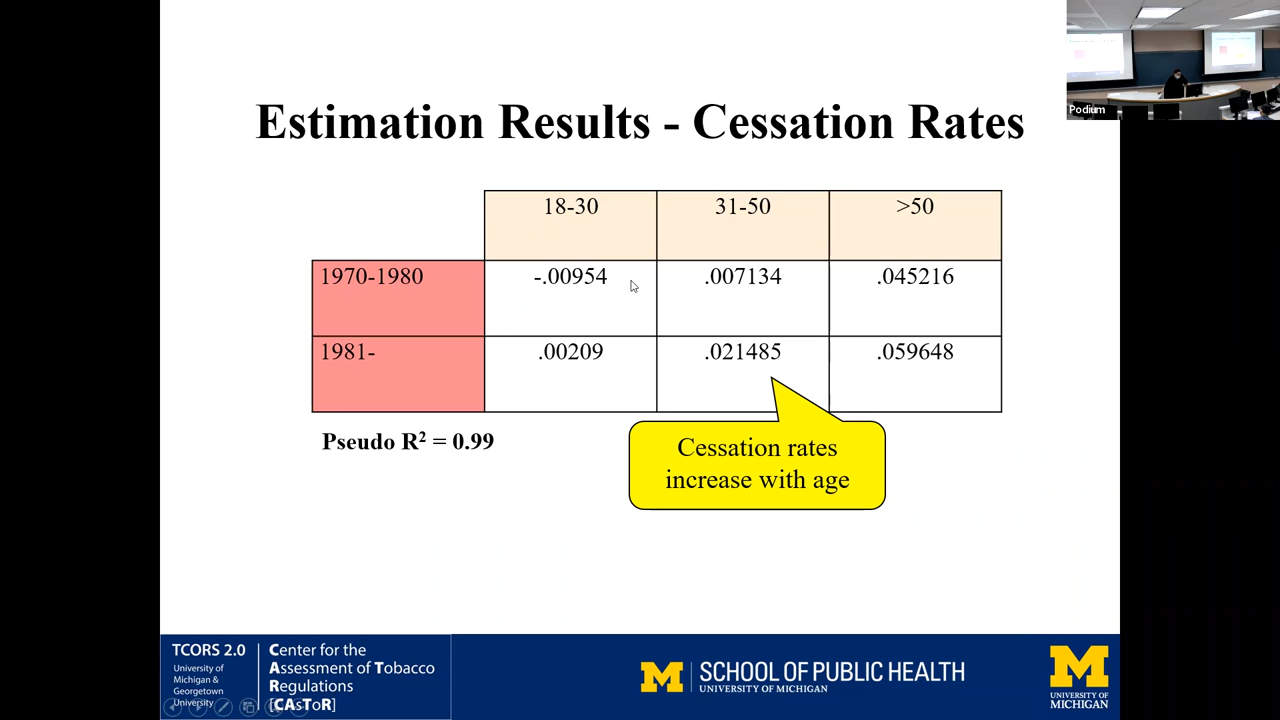 Podium
Estimation Results - Cessation Rates
18-30 31-50 >50
1970-1980 -.00954 .007134 .045216
1981- .00209 .021485 .059648
Pseudo R² = 0.99
Cessation rates
increase with age
TCORS 2.0
University of
Michigan &
Georgetown
University
Center for the
Assessment of Tobacco
Regulations
[CAsToR]
M SCHOOL OF PUBLIC HEALTH
UNIVERSITY OF MICHIGAN
M
UNIVERSITY OF
MICHIGAN